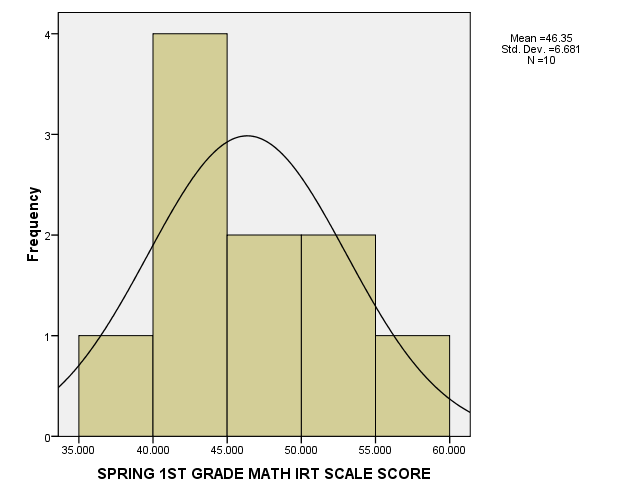 Mean =46.35
Std. Dev. =6.681
N =10
Frequency
4
3
2
1
0
35.000 40.000 45.000 50.000 55.000 60.000
SPRING 1ST GRADE MATH IRT SCALE SCORE